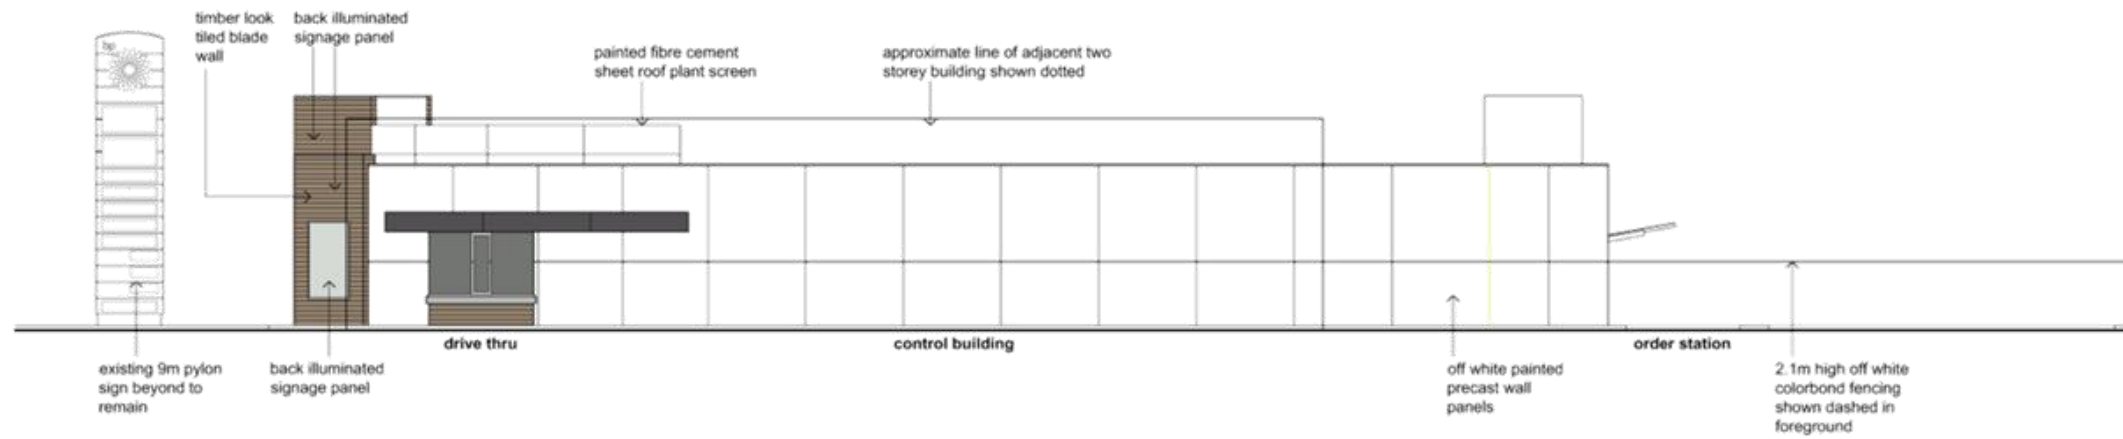 timber look
tiled blade
wall
back illuminated
signage panel
bp
painted fibre cement
sheet roof plant screen
approximate line of adjacent two
storey building shown dotted
drive thru
control building
order station
existing 9m pylon
sign beyond to
remain
back illuminated
signage panel
off white painted
precast wall
panels
2.1m high off white
colorbond fencing
shown dashed in
foreground